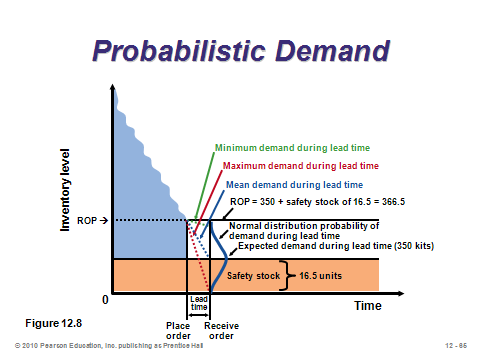 Probabilistic Demand
Inventory level
Minimum demand during lead time
Maximum demand during lead time
Mean demand during lead time
ROP = 350 + safety stock of 16.5 = 366.5
ROP →
Normal distribution probability of
demand during lead time
Expected demand during lead time (350 kits)
Safety stock
16.5 units
0
Lead
time
Time
Figure 12.8
Place
order
Receive
order
© 2010 Pearson Education, Inc. publishing as Prentice Hall
12 - 65